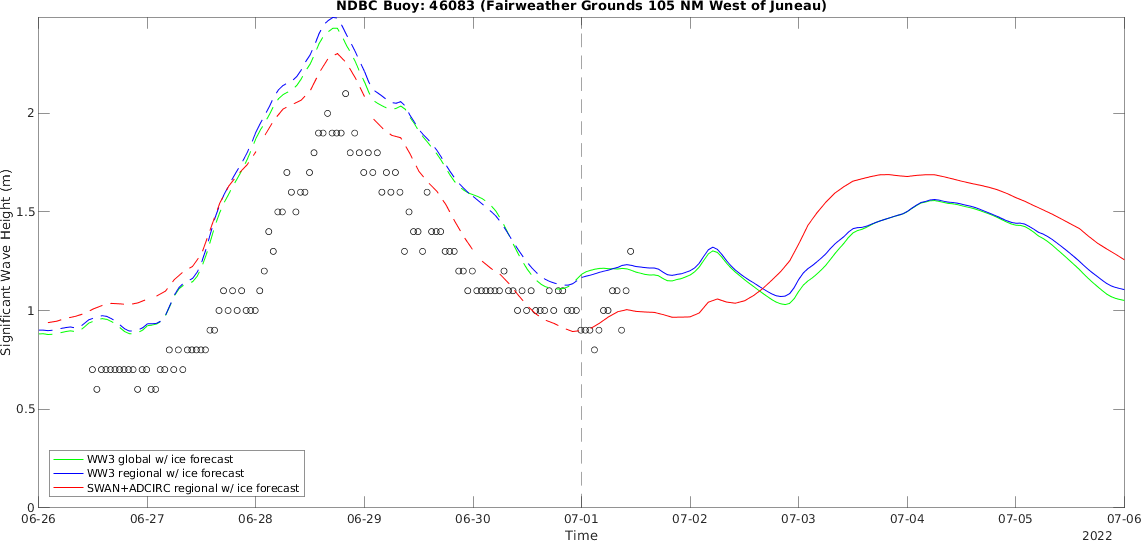 NDBC Buoy: 46083 (Fairweather Grounds 105 NM West of Juneau)
Significant Wave Height (m)
2
1.5
1
0.5
0
WW3 global w/ ice forecast
WW3 regional w/ ice forecast
SWAN+ADCIRC regional w/ ice forecast
06-26 06-27 06-28 06-29 06-30 07-01 07-02 07-03 07-04 07-05 07-06
Time
2022